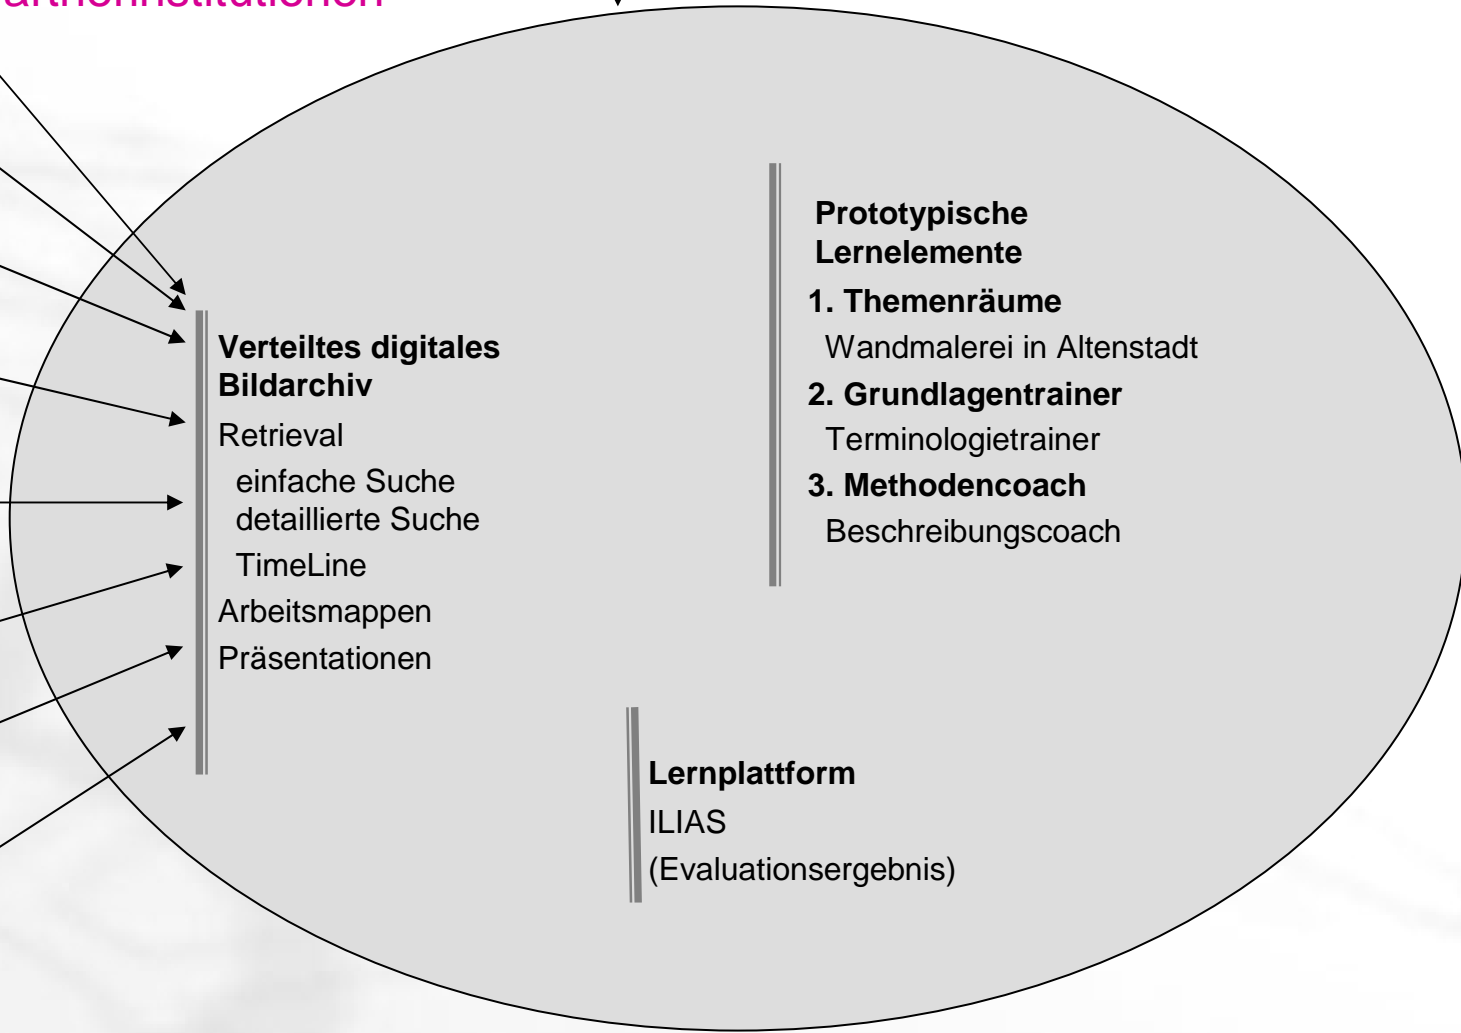 artnerinstitutionen
Verteiltes digitales
Bildarchiv
Retrieval
einfache Suche
detaillierte Suche
TimeLine
Arbeitsmappen
Präsentationen
Prototypische
Lernelemente
1. Themenräume
Wandmalerei in Altenstadt
2. Grundlagentrainer
Terminologietrainer
3. Methodencoach
Beschreibungscoach
Lernplattform
ILIAS
(Evaluationsergebnis)